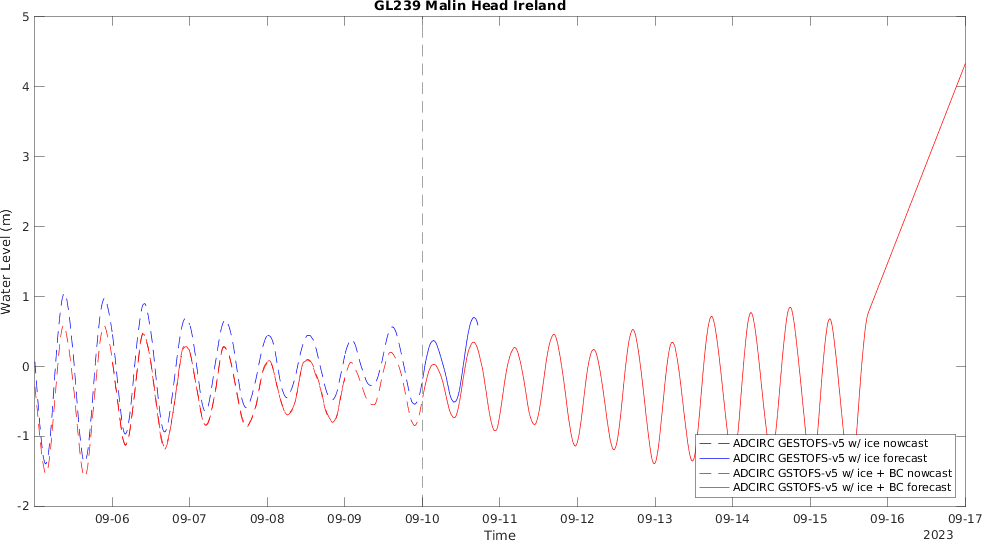 GL239 Malin Head Ireland
5
4
3
2
1
0
-1
-2
Water Level (m)
ADCIRC GESTOFS-v5 w/ ice nowcast
ADCIRC GESTOFS-v5 w/ ice forecast
ADCIRC GSTOFS-v5 w/ ice + BC nowcast
ADCIRC GSTOFS-v5 w/ ice + BC forecast
09-06 09-07 09-08 09-09 09-10 09-11 09-12 09-13 09-14 09-15 09-16 09-17
Time
2023